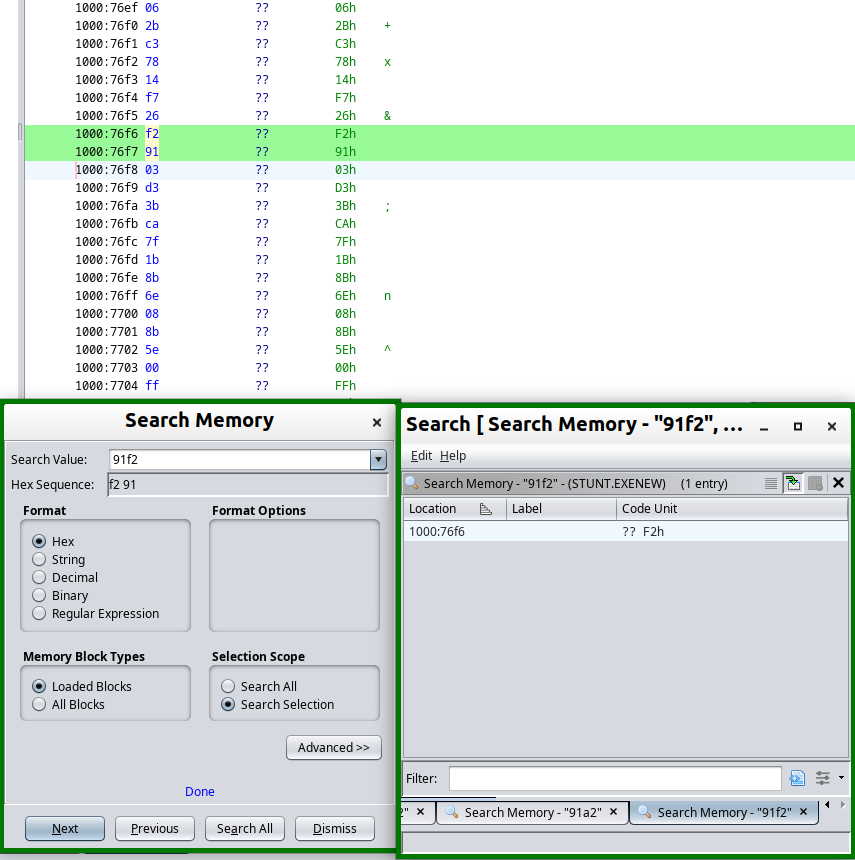 1000:76ef 06 ?? 06h
1000:76f0 2b ?? 2Bh +
1000:76f1 c3 ?? C3h
1000:76f2 78 ?? 78h x
1000:76f3 14 ?? 14h
1000:76f4 f7 ?? F7h
1000:76f5 26 ?? 26h &
1000:76f6 f2 ?? F2h
1000:76f7 91 ?? 91h
1000:76f8 03 ?? 03h
1000:76f9 d3 ?? D3h
1000:76fa 3b ?? 3Bh ;
1000:76fb ca ?? CAh
1000:76fc 7f ?? 7Fh
1000:76fd 1b ?? 1Bh
1000:76fe 8b ?? 8Bh
1000:76ff 6e ?? 6Eh n
1000:7700 08 ?? 08h
1000:7701 8b ?? 8Bh
1000:7702 5e ?? 5Eh ^
1000:7703 00 ?? 00h
1000:7704 ff ?? FFh
Search Memory
Search Value: 91f2
Hex Sequence: f2 91
Format
Hex
String
Decimal
Binary
Regular Expression
Format Options
Memory Block Types
Loaded Blocks
All Blocks
Selection Scope
Search All
Search Selection
Advanced >>
Done
Next Previous Search All Dismiss
Search [ Search Memory - "91f2", ...
Edit Help
Search Memory - "91f2" - (STUNT.EXENEW) (1 entry)
Location Label Code Unit
1000:76f6 ?? F2h
Filter:
2" Search Memory - "91a2" Search Memory - "91f2"